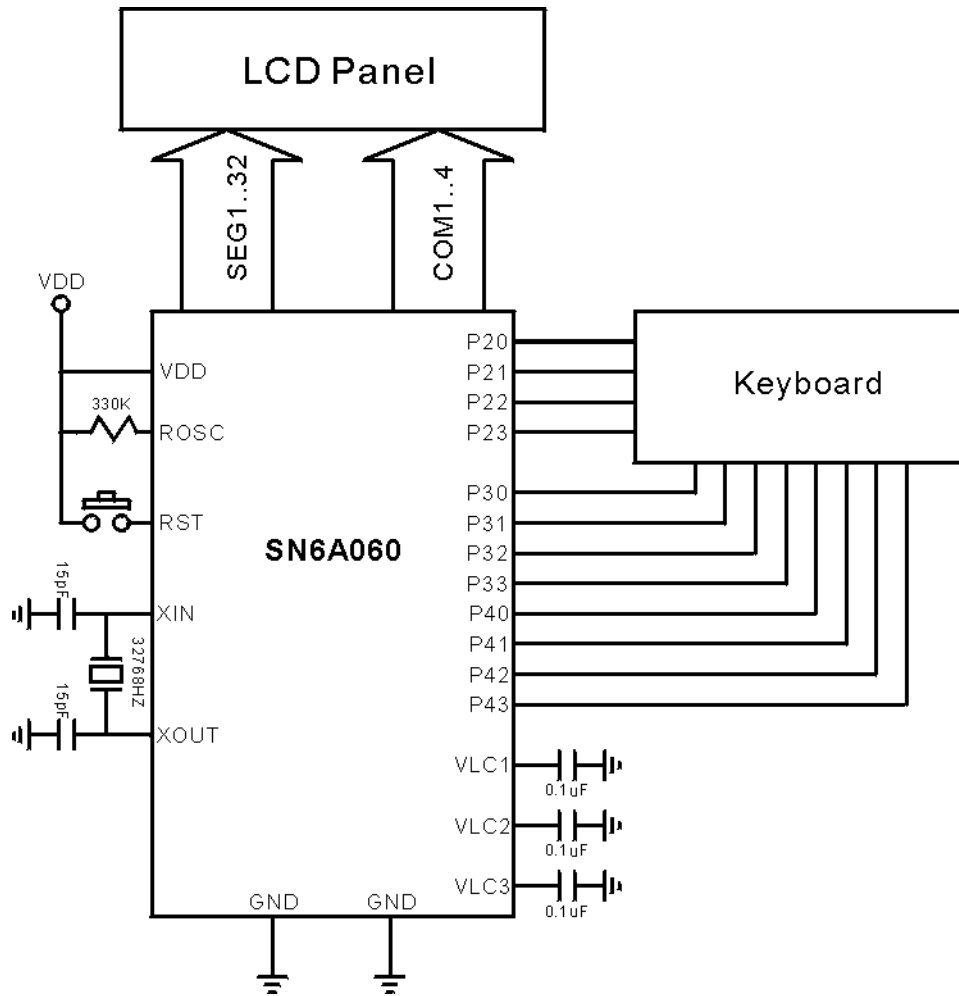 LCD Panel
SEG1..32
COM1..4
VDD
VDD
330K
ROSC
RST
SN6A060
15pF
XIN
32768HZ
15pF
XOUT
P20
P21
P22
P23
Keyboard
P30
P31
P32
P33
P40
P41
P42
P43
VLC1
0.1uF
VLC2
0.1uF
VLC3
0.1uF
GND
GND